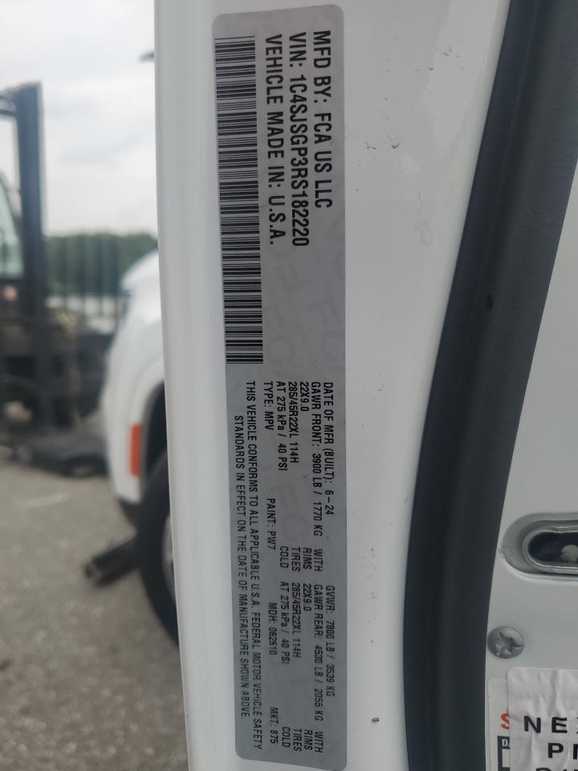 MFD BY: FCA US LLC
VIN: 1C4SJSGP3RS182220
VEHICLE MADE IN: U.S.A.
DATE OF MFR (BUILT): 6-24 GVWR: 7800 LB / 3539 KG
GAWR FRONT: 3900 LB / 1770 KG WITH GAWR REAR: 4530 LB / 2055 KG WITH
22X9.0 RIMS 22X9.0 RIMS
285/45R22XL 114H TIRES 285/45R22XL 114H TIRES
AT 275 kPa / 40 PSI COLD AT 275 kPa / 40 PSI COLD
TYPE: MPV PAINT: PW7 MDH: 062610 MKT: 875
THIS VEHICLE CONFORMS TO ALL APPLICABLE U.S.A. FEDERAL MOTOR VEHICLE SAFETY
STANDARDS IN EFFECT ON THE DATE OF MANUFACTURE SHOWN ABOVE.
S
NEX